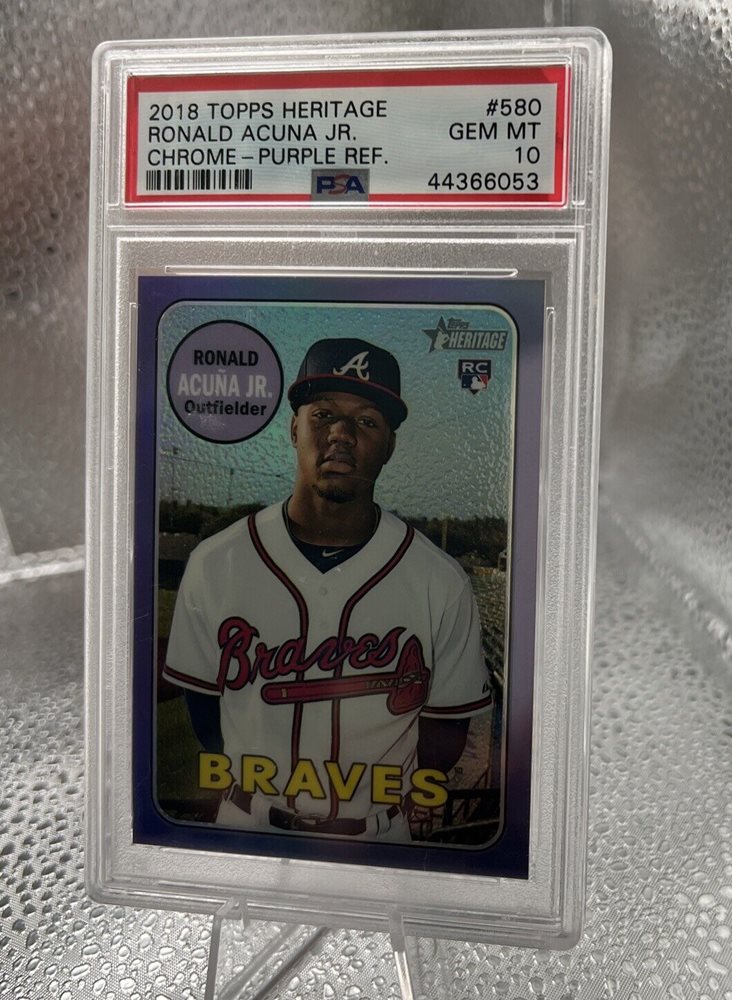 2018 TOPPS HERITAGE #580
RONALD ACUNA JR. GEM MT
CHROME-PURPLE REF. 10
PSA 44366053
Topps
HERITAGE
RC
RONALD
ACUÑA JR.
Outfielder
A
Braves
BRAVES